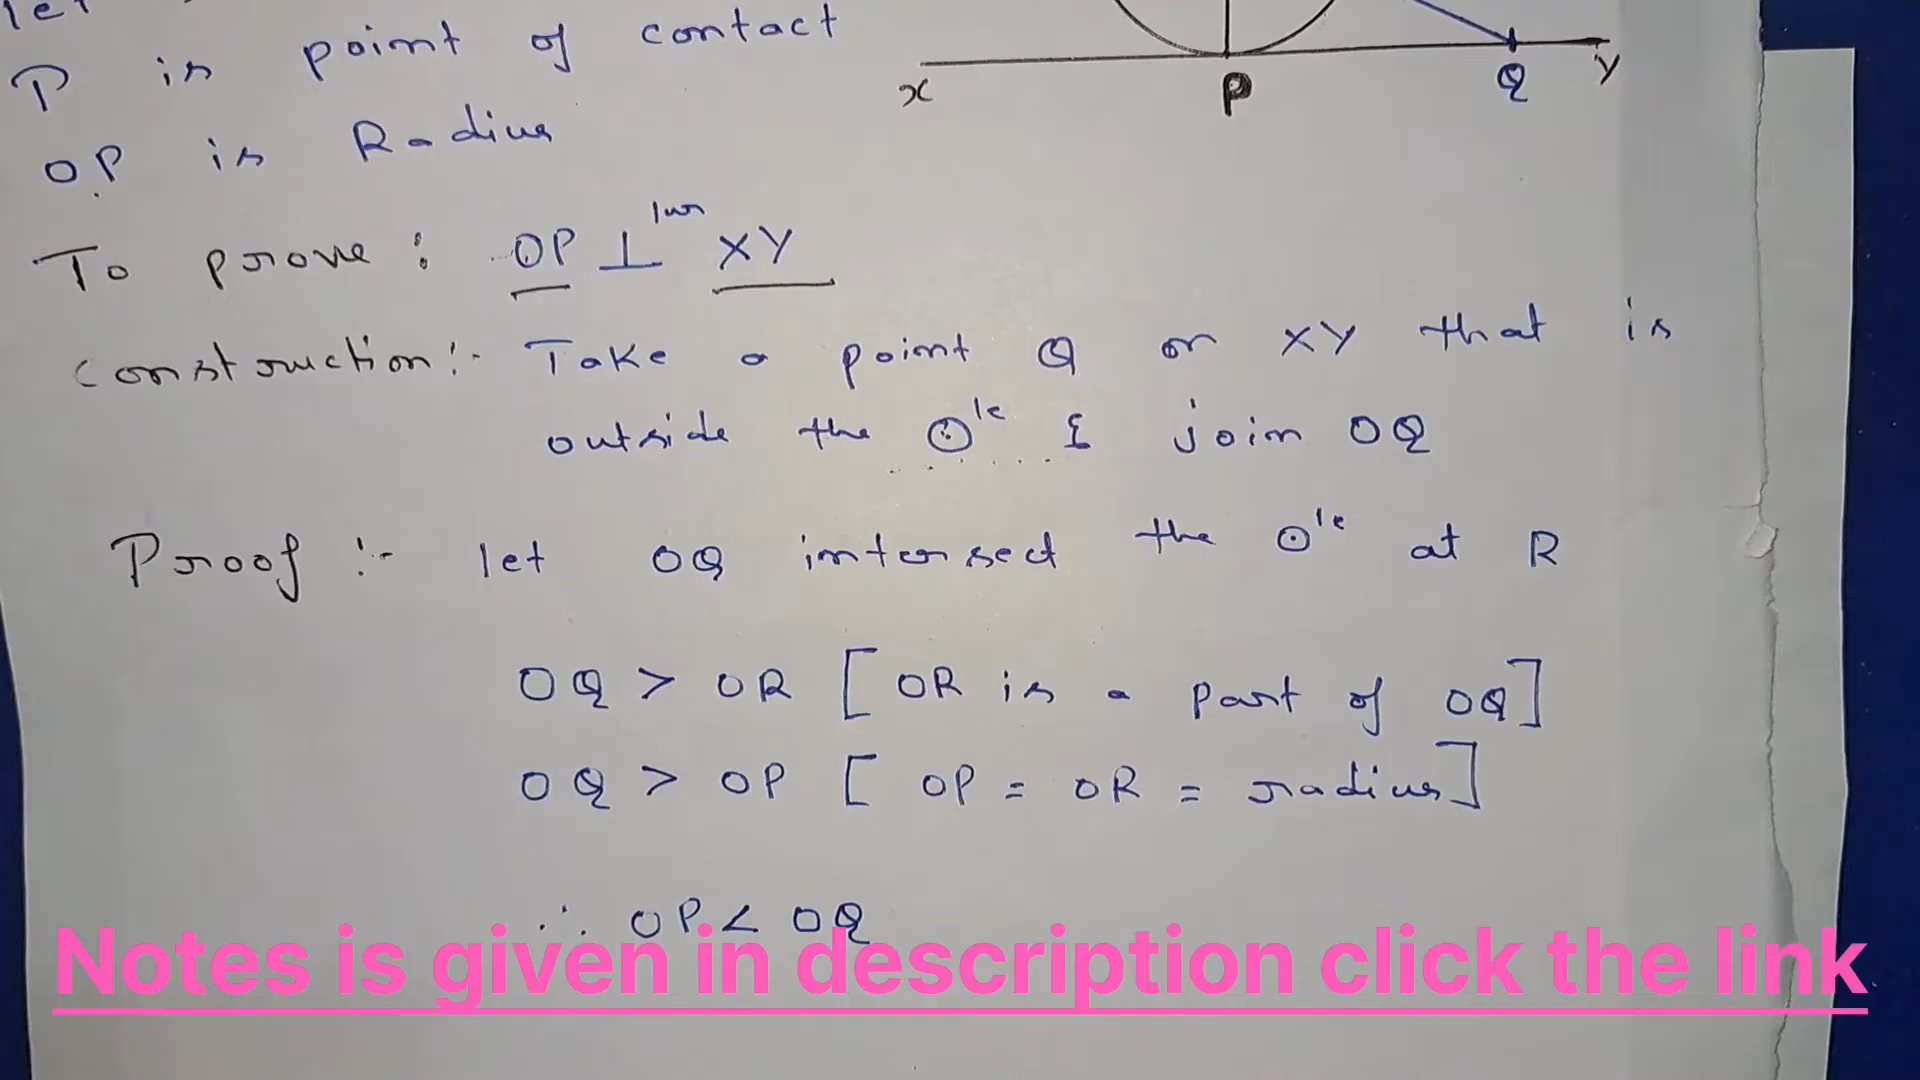 let
P is point of contact
OP is Radius
x P Q y
To prove : OP ⊥ lur XY
Construction :- Take a point Q on XY that is
outside the ⊙le & join OQ
Proof :- let OQ intersect the ⊙le at R
OQ > OR [OR is a part of OQ]
OQ > OP [OP = OR = radius]
∴ OP < OQ
Notes is given in description click the link